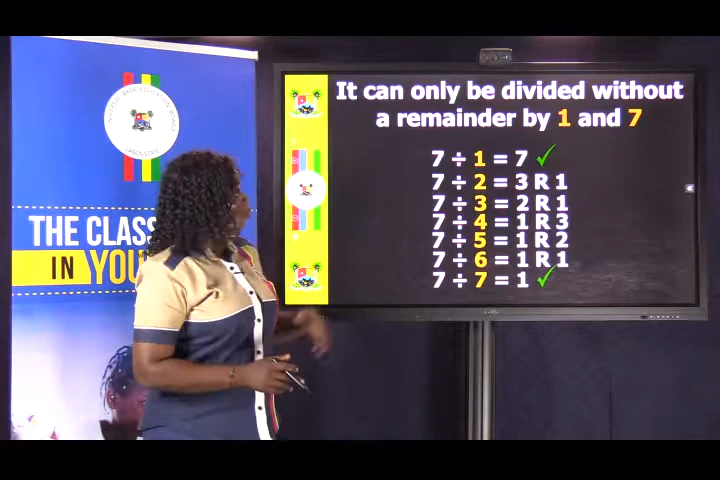 It can only be divided without
a remainder by 1 and 7
7 ÷ 1 = 7 ✓
7 ÷ 2 = 3 R 1
7 ÷ 3 = 2 R 1
7 ÷ 4 = 1 R 3
7 ÷ 5 = 1 R 2
7 ÷ 6 = 1 R 1
7 ÷ 7 = 1 ✓
THE CLASS
IN YOU